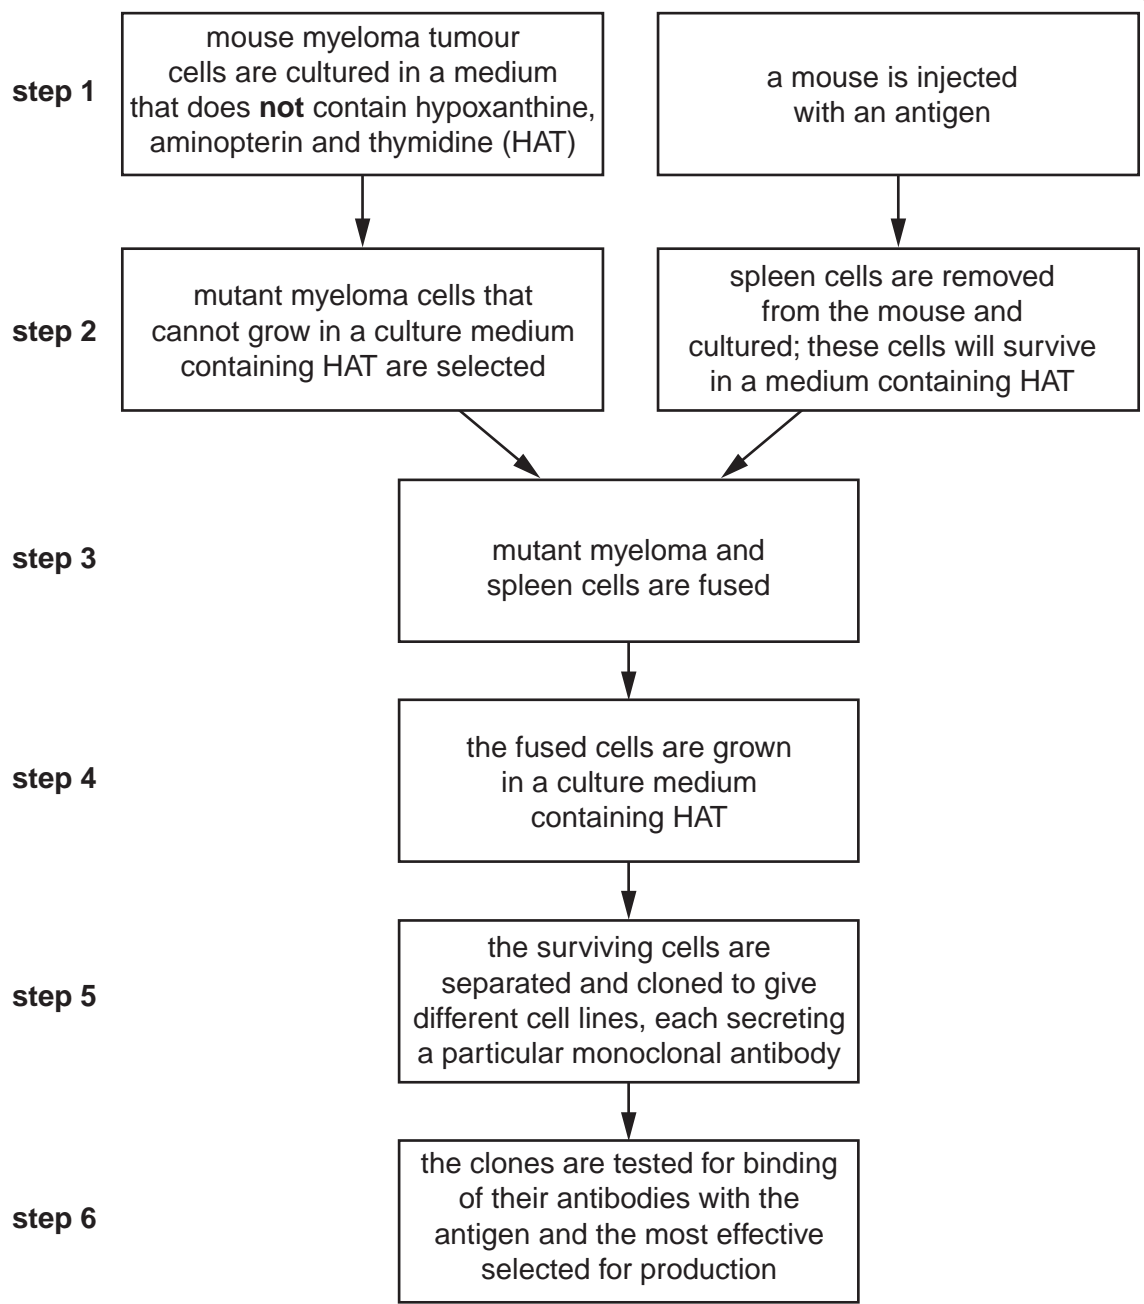 step 1
mouse myeloma tumour
cells are cultured in a medium
that does not contain hypoxanthine,
aminopterin and thymidine (HAT)
a mouse is injected
with an antigen
step 2
mutant myeloma cells that
cannot grow in a culture medium
containing HAT are selected
spleen cells are removed
from the mouse and
cultured; these cells will survive
in a medium containing HAT
step 3
mutant myeloma and
spleen cells are fused
step 4
the fused cells are grown
in a culture medium
containing HAT
step 5
the surviving cells are
separated and cloned to give
different cell lines, each secreting
a particular monoclonal antibody
step 6
the clones are tested for binding
of their antibodies with the
antigen and the most effective
selected for production